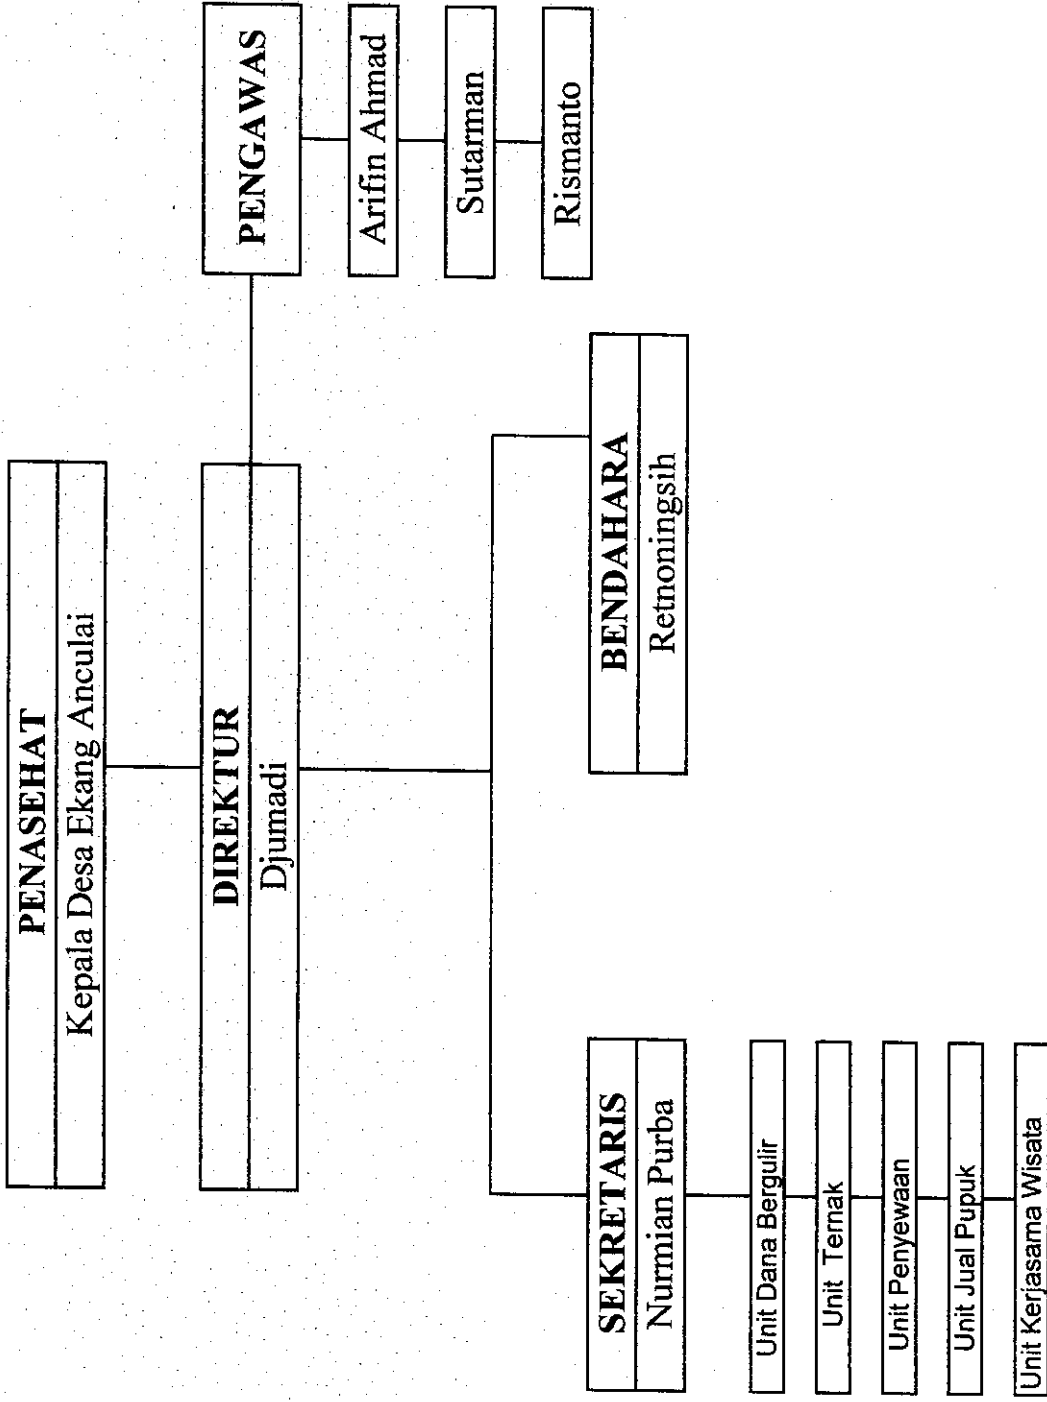 PENASEHAT
Kepala Desa Ekang Anculai
DIREKTUR
Djumadi
PENGAWAS
Arifin Ahmad
Sutarman
Rismanto
SEKRETARIS
Nurmian Purba
BENDAHARA
Retnoningsih
Unit Dana Bergulir
Unit Ternak
Unit Penyewaan
Unit Jual Pupuk
Unit Kerjasama Wisata